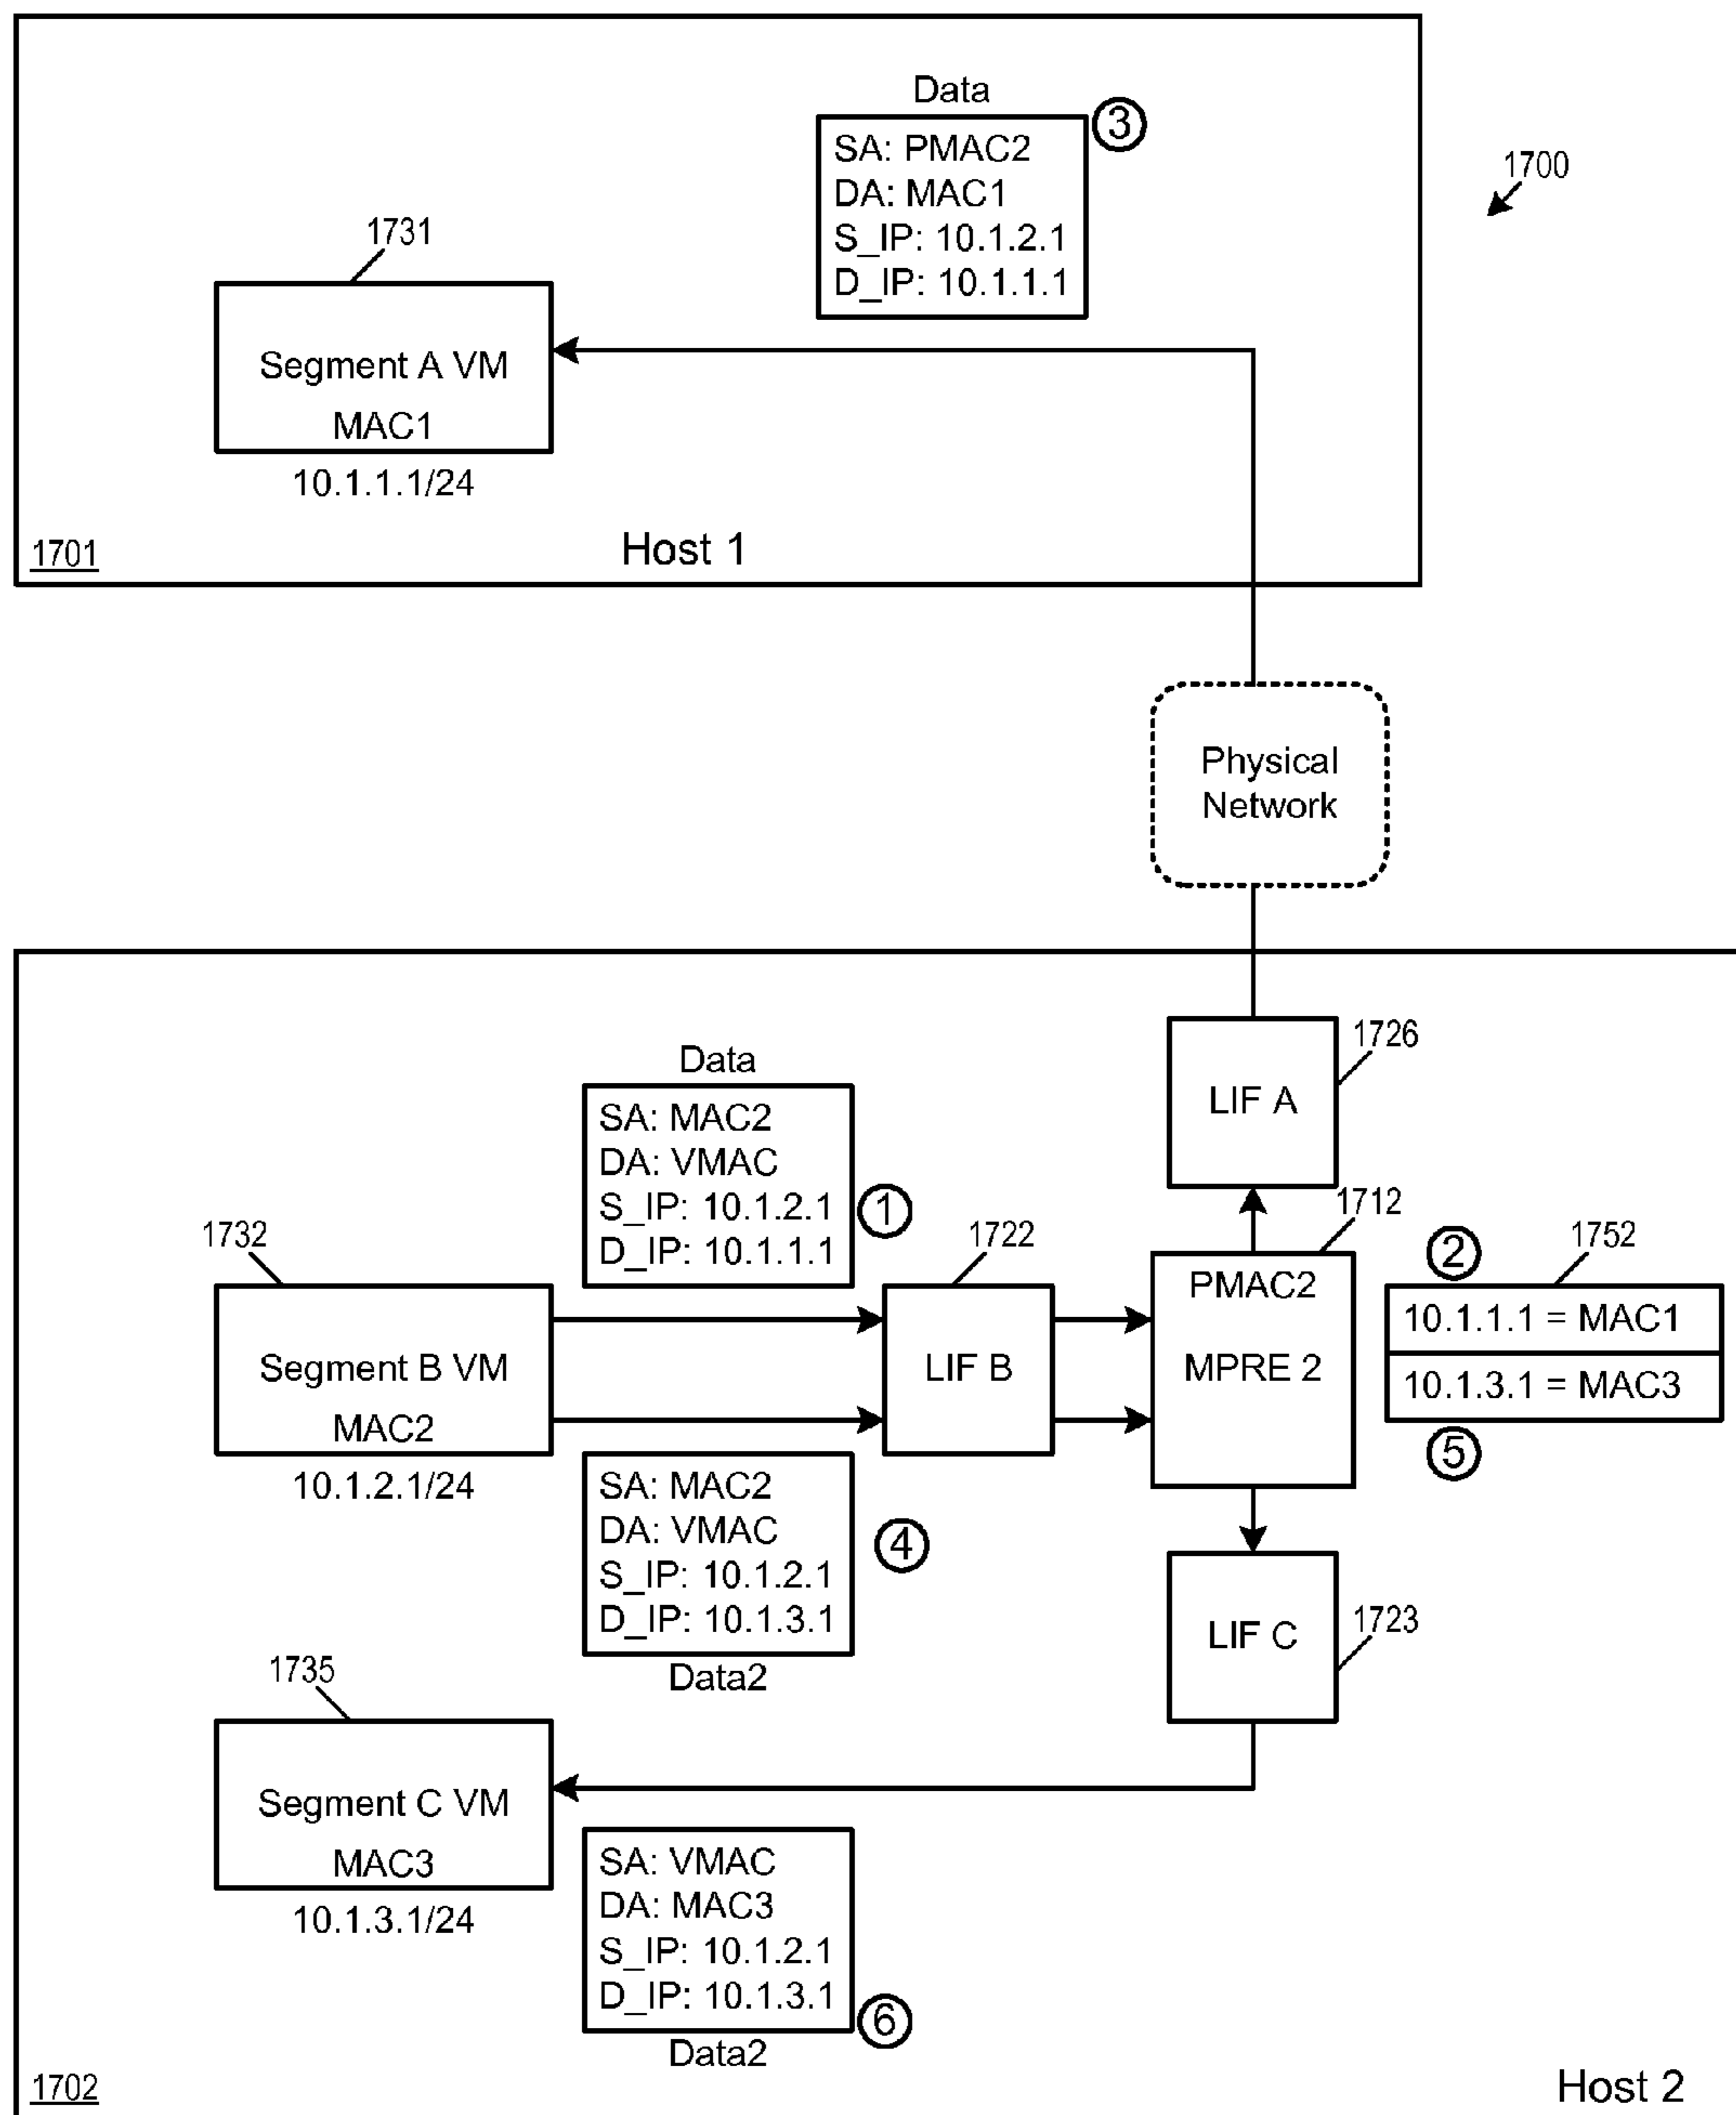 Data
3
SA: PMAC2
DA: MAC1
S_IP: 10.1.2.1
D_IP: 10.1.1.1
1700
1731
Segment A VM
MAC1
10.1.1.1/24
1701
Host 1
Physical
Network
1726
LIF A
Data
SA: MAC2
DA: VMAC
S_IP: 10.1.2.1
D_IP: 10.1.1.1
1
1732
1722
1712
2
1752
Segment B VM
MAC2
10.1.2.1/24
LIF B
PMAC2
MPRE 2
10.1.1.1 = MAC1
10.1.3.1 = MAC3
5
SA: MAC2
DA: VMAC
S_IP: 10.1.2.1
D_IP: 10.1.3.1
Data2
4
1723
LIF C
1735
Segment C VM
MAC3
10.1.3.1/24
SA: VMAC
DA: MAC3
S_IP: 10.1.2.1
D_IP: 10.1.3.1
6
Data2
1702
Host 2